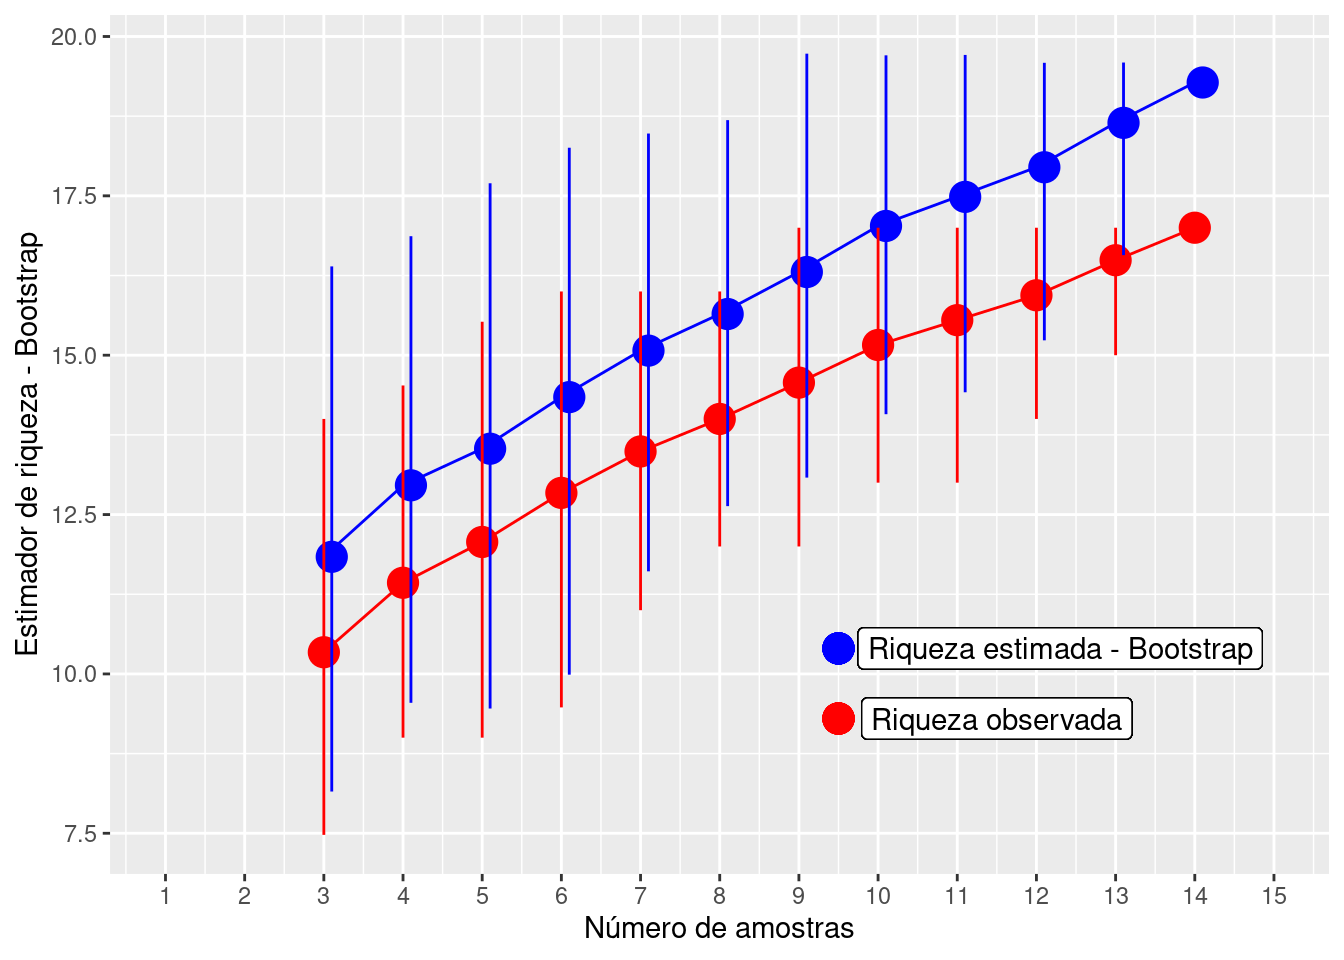 Estimador de riqueza - Bootstrap
20.0
17.5
15.0
12.5
10.0
7.5
Riqueza estimada - Bootstrap
Riqueza observada
1 2 3 4 5 6 7 8 9 10 11 12 13 14 15
Número de amostras